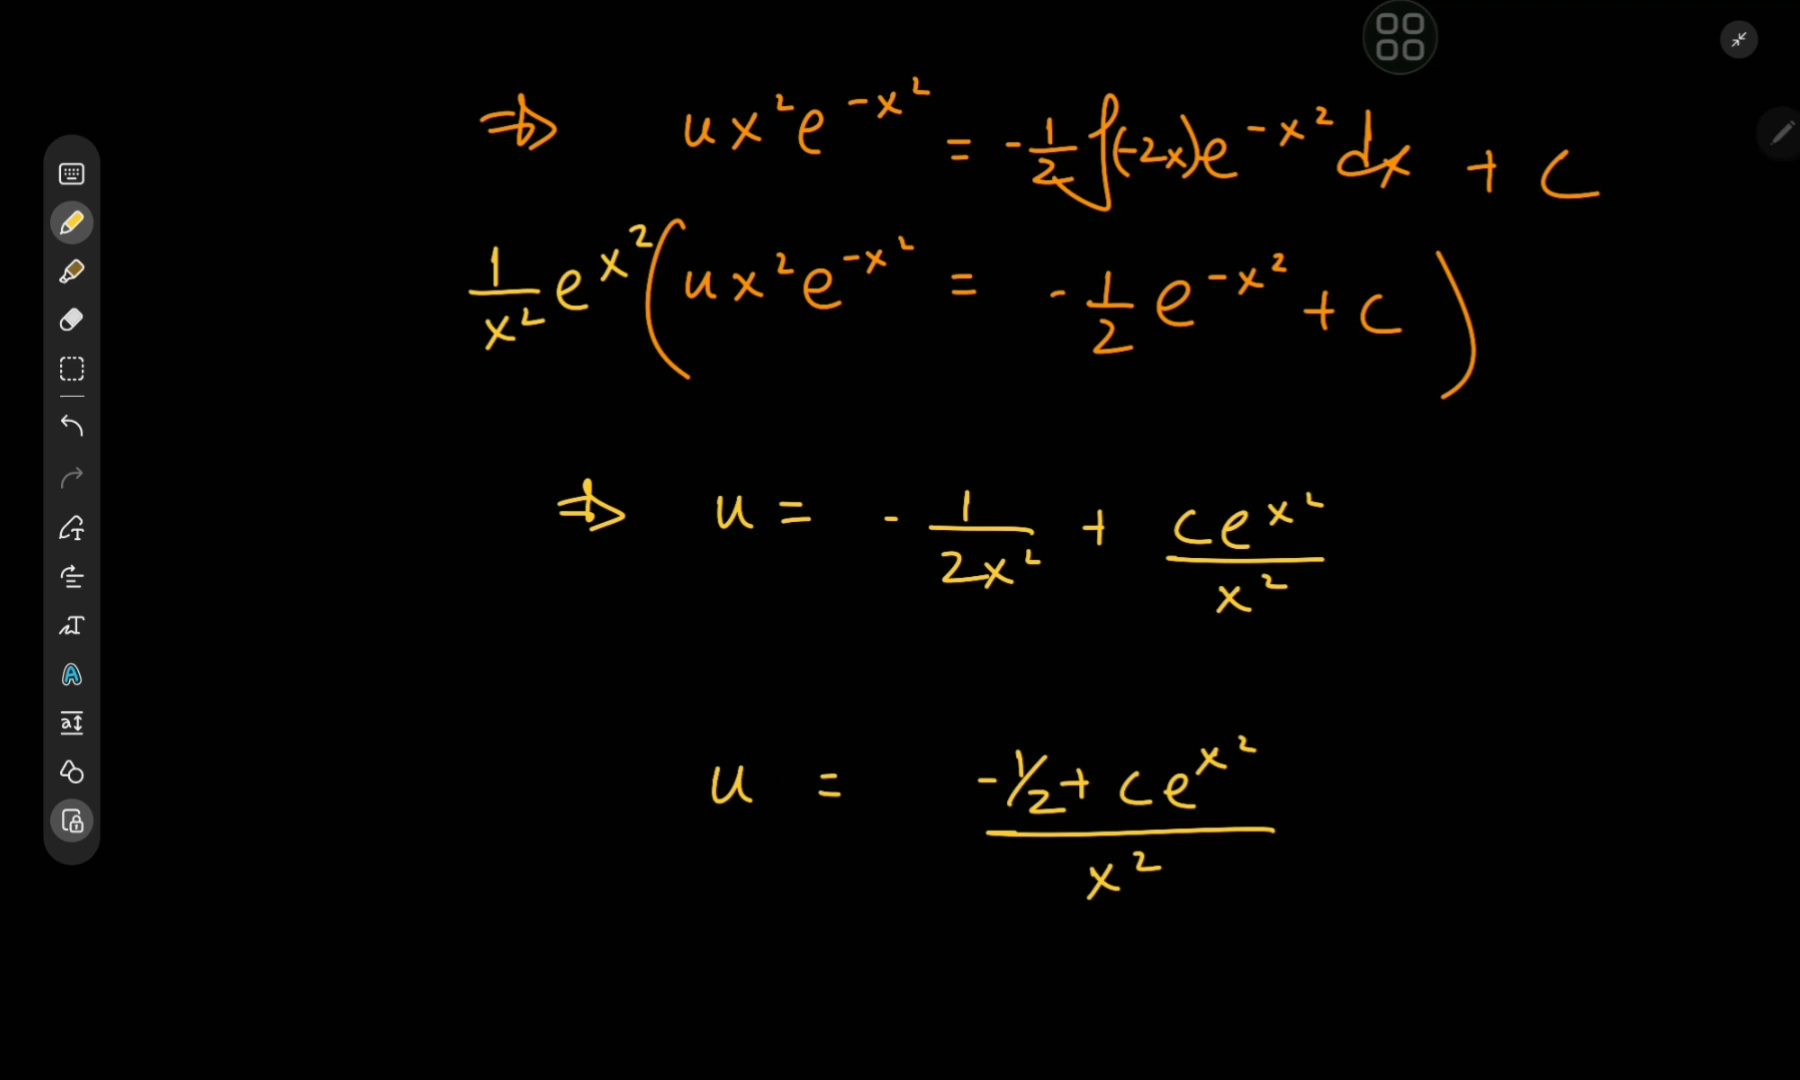 ⇒ ux²e^{-x²} = -1/2 ∫(-2x)e^{-x²}dx + C
1/x² e^{x²} (ux²e^{-x²} = -1/2 e^{-x²} + C)
⇒ u = - 1/2x² + Ce^{x²}/x²
u = (-1/2 + Ce^{x²})/x²